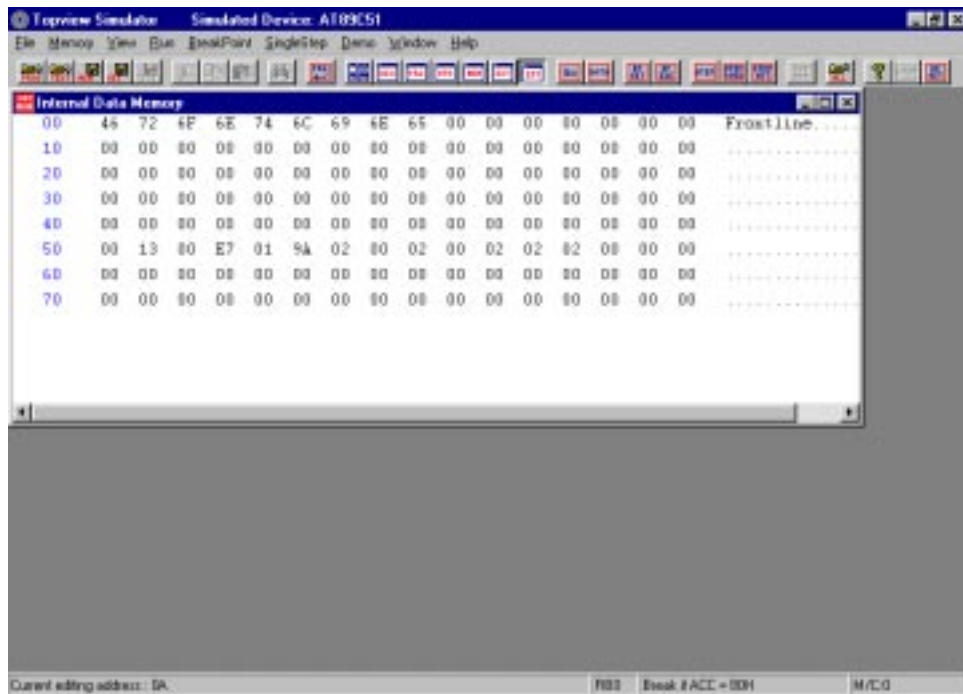 Topview Simulator Simulated Device: AT89C51
File Memory View Run BreakPoint SingleStep Demo Window Help
Internal Data Memory
00 46 72 6F 6E 74 6C 69 6E 65 00 00 00 00 00 00 00 Frontline.......
10 00 00 00 00 00 00 00 00 00 00 00 00 00 00 00 00 ................
20 00 00 00 00 00 00 00 00 00 00 00 00 00 00 00 00 ................
30 00 00 00 00 00 00 00 00 00 00 00 00 00 00 00 00 ................
40 00 00 00 00 00 00 00 00 00 00 00 00 00 00 00 00 ................
50 00 13 00 E7 01 9A 02 00 02 00 02 02 02 00 00 00 ................
60 00 00 00 00 00 00 00 00 00 00 00 00 00 00 00 00 ................
70 00 00 00 00 00 00 00 00 00 00 00 00 00 00 00 00 ................
Current editing address : 0A RB0 Break if ACC = 00H M/C:0